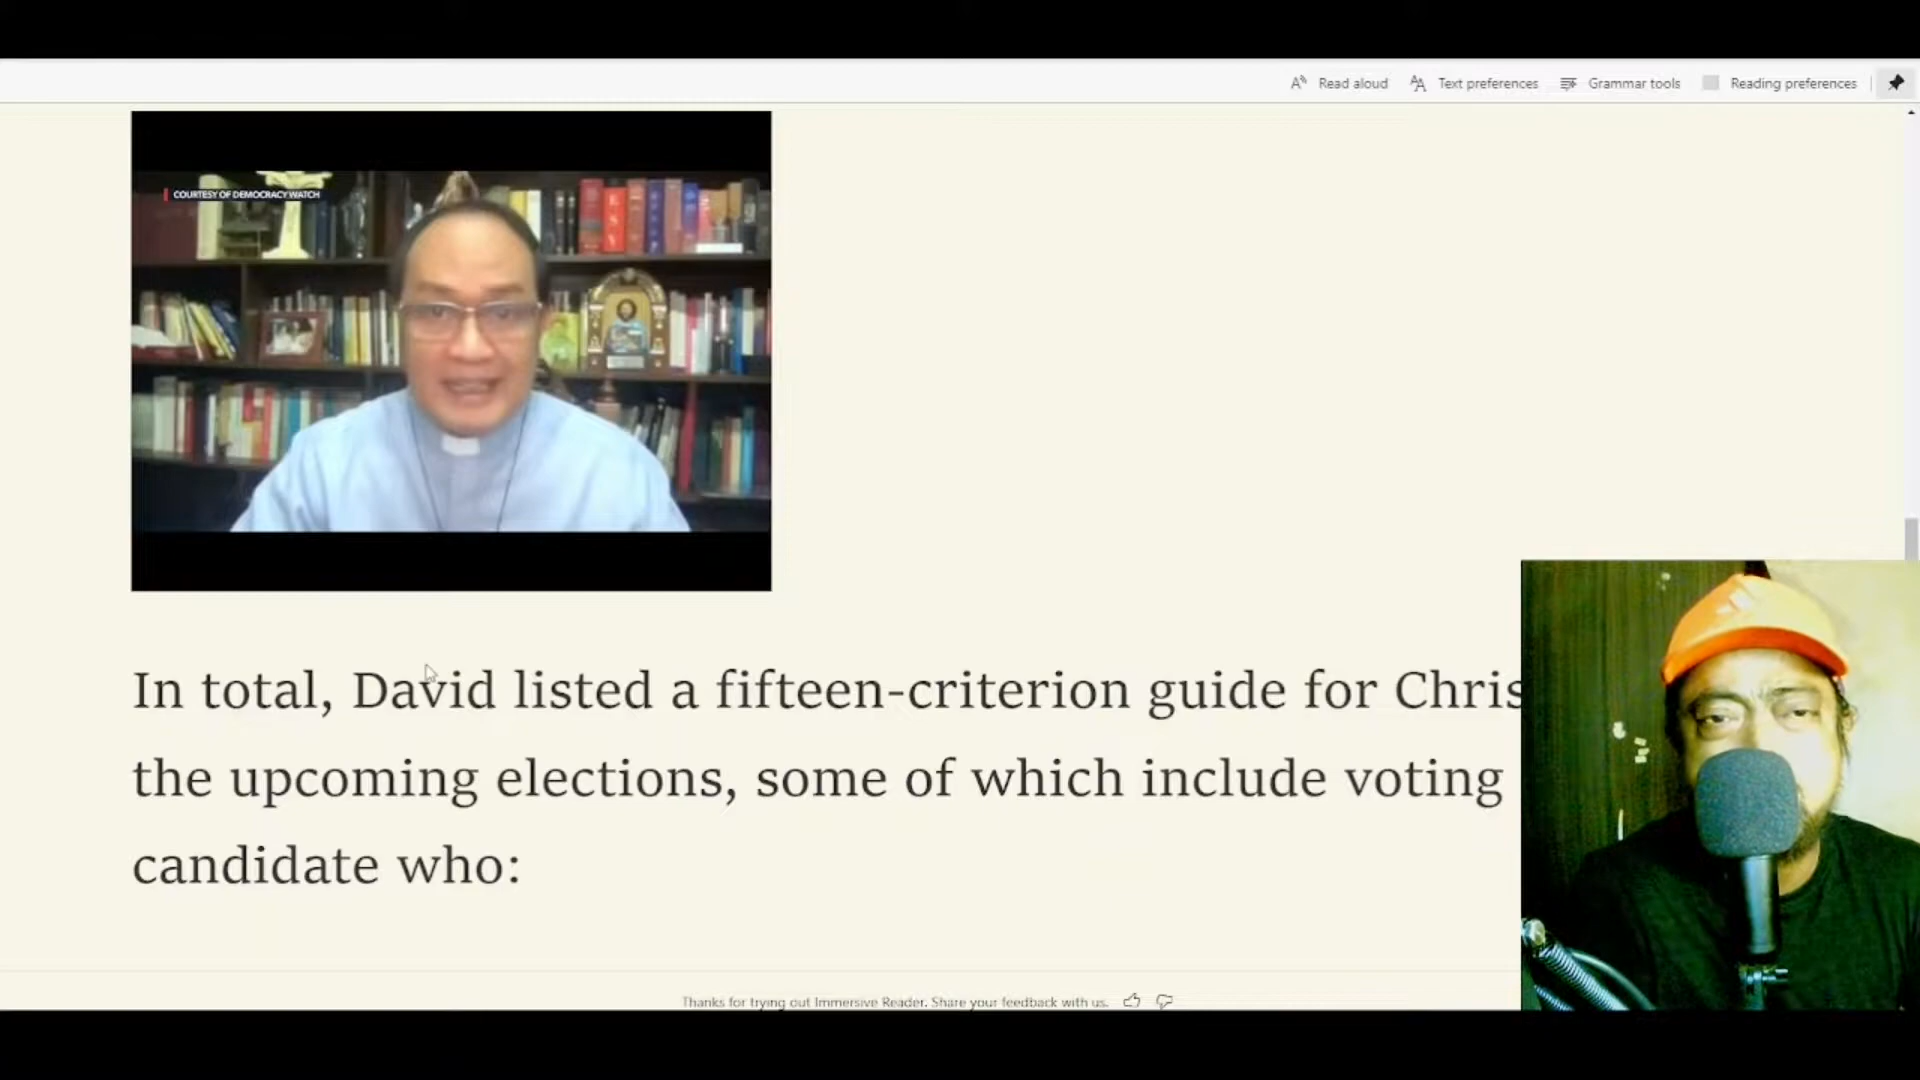 Read aloud Text preferences Grammar tools Reading preferences
COURTESY OF DEMOCRACY WATCH
ESV
In total, David listed a fifteen-criterion guide for Chris
the upcoming elections, some of which include voting
candidate who:
Thanks for trying out Immersive Reader. Share your feedback with us.